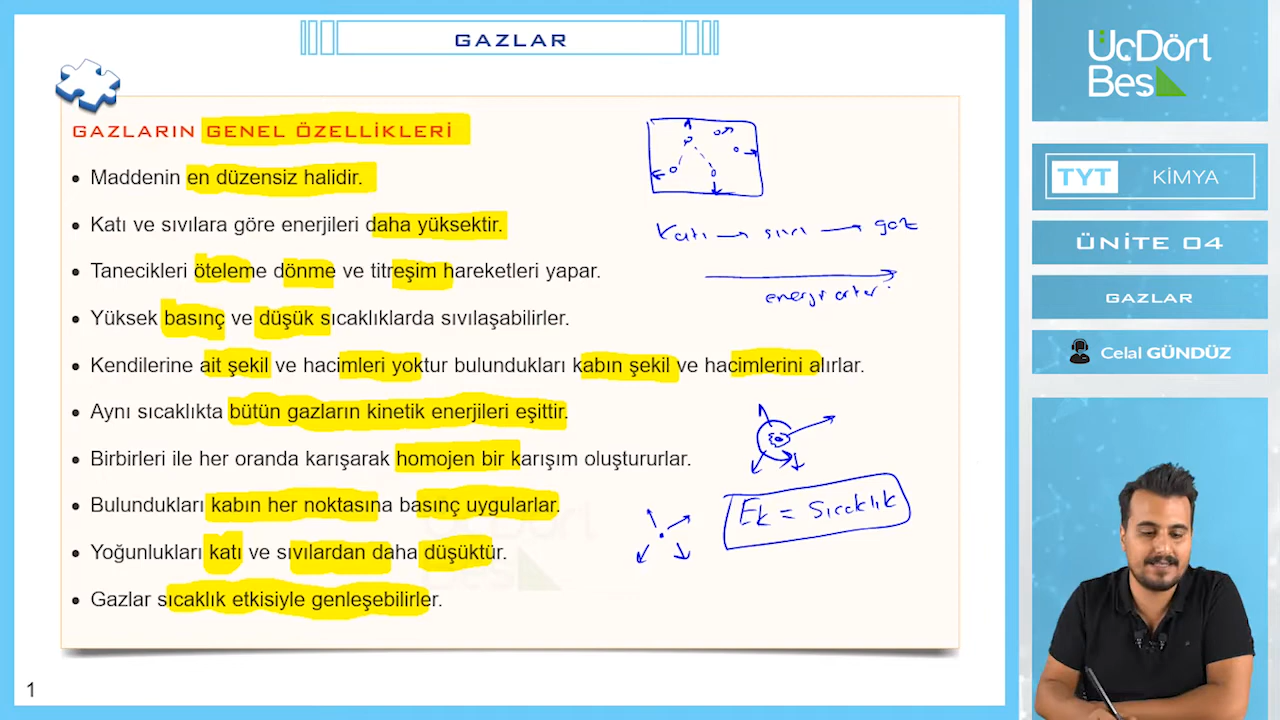 GAZLAR
GAZLARIN GENEL ÖZELLİKLERİ
• Maddenin en düzensiz halidir.
• Katı ve sıvılara göre enerjileri daha yüksektir.
• Tanecikleri öteleme dönme ve titreşim hareketleri yapar.
• Yüksek basınç ve düşük sıcaklıklarda sıvılaşabilirler.
• Kendilerine ait şekil ve hacimleri yoktur bulundukları kabın şekil ve hacimlerini alırlar.
• Aynı sıcaklıkta bütün gazların kinetik enerjileri eşittir.
• Birbirleri ile her oranda karışarak homojen bir karışım oluştururlar.
• Bulundukları kabın her noktasına basınç uygularlar.
• Yoğunlukları katı ve sıvılardan daha düşüktür.
• Gazlar sıcaklık etkisiyle genleşebilirler.
Katı → sıvı → gaz
enerji artar
Ek = Sıcaklık
ÜçDört
Beş
1
ÜçDört
Beş
TYT KİMYA
ÜNİTE 04
GAZLAR
Celal GÜNDÜZ